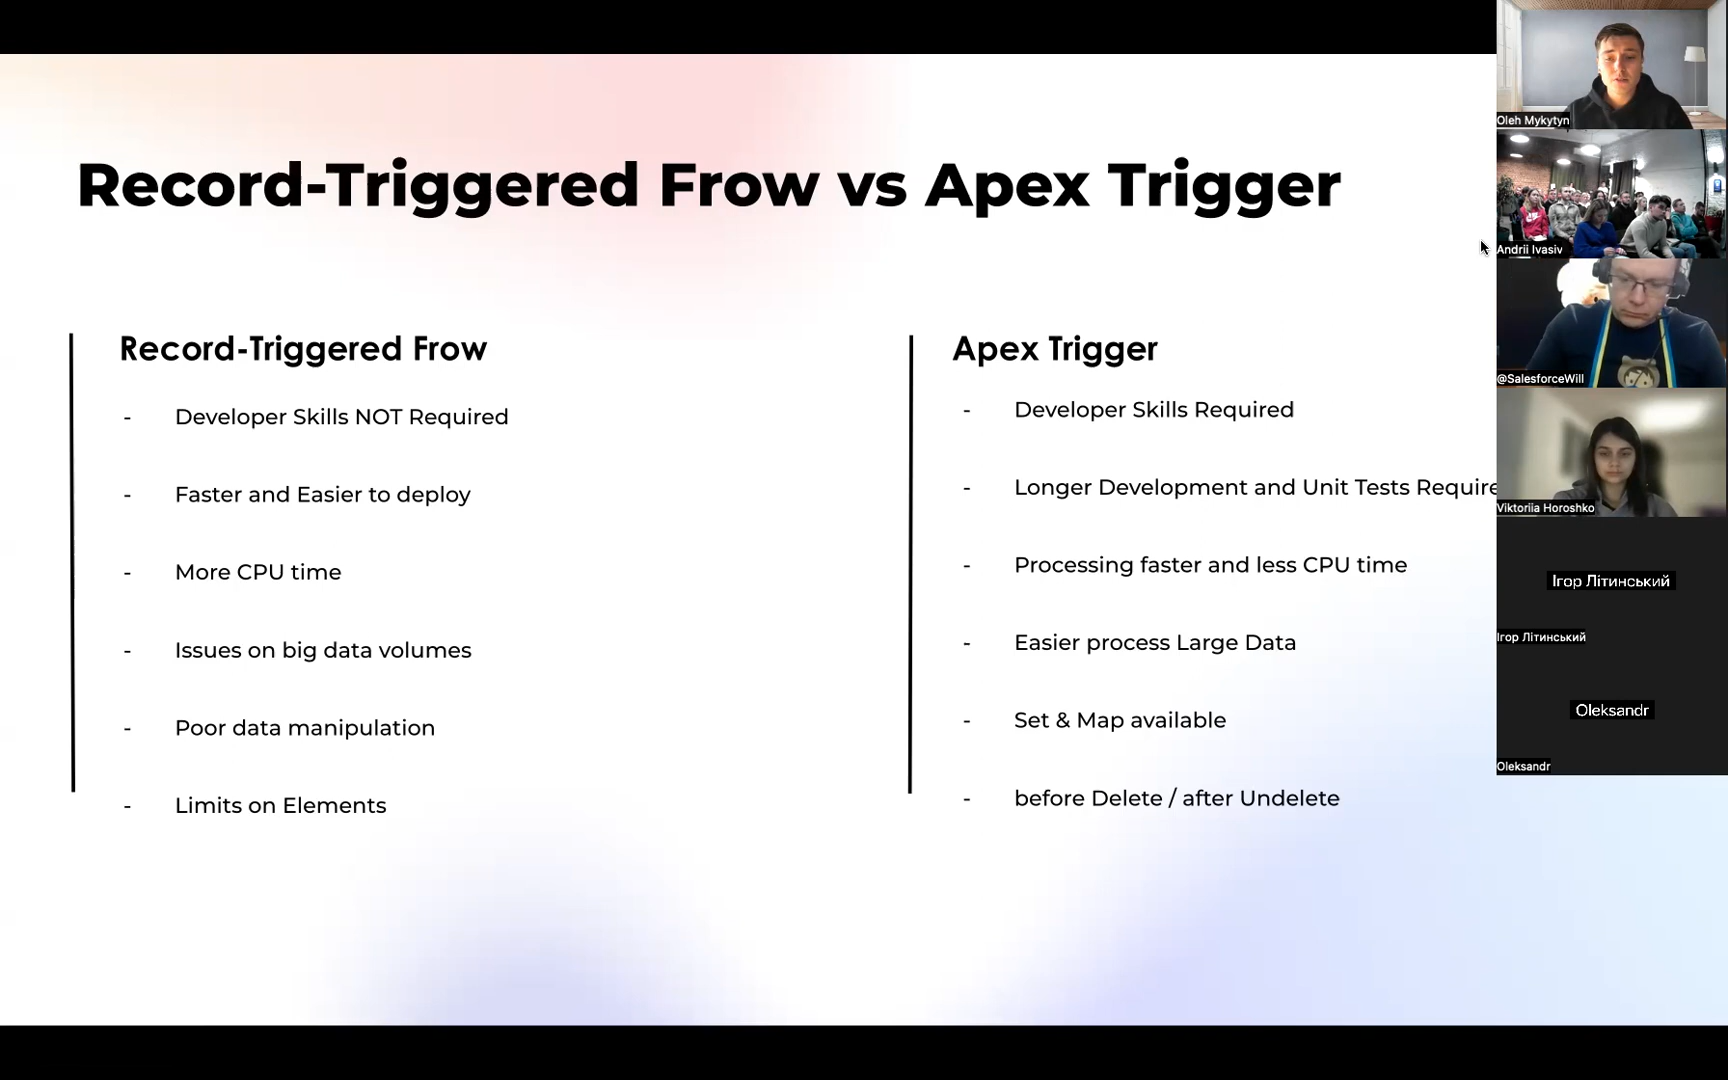 Record-Triggered Frow vs Apex Trigger
Record-Triggered Frow
- Developer Skills NOT Required
- Faster and Easier to deploy
- More CPU time
- Issues on big data volumes
- Poor data manipulation
- Limits on Elements
Apex Trigger
- Developer Skills Required
- Longer Development and Unit Tests Require
- Processing faster and less CPU time
- Easier process Large Data
- Set & Map available
- before Delete / after Undelete
Oleh Mykytyn
Andrii Ivasiv
@SalesforceWill
Viktoriia Horoshko
Ігор Літинський
Ігор Літинський
Oleksandr
Oleksandr